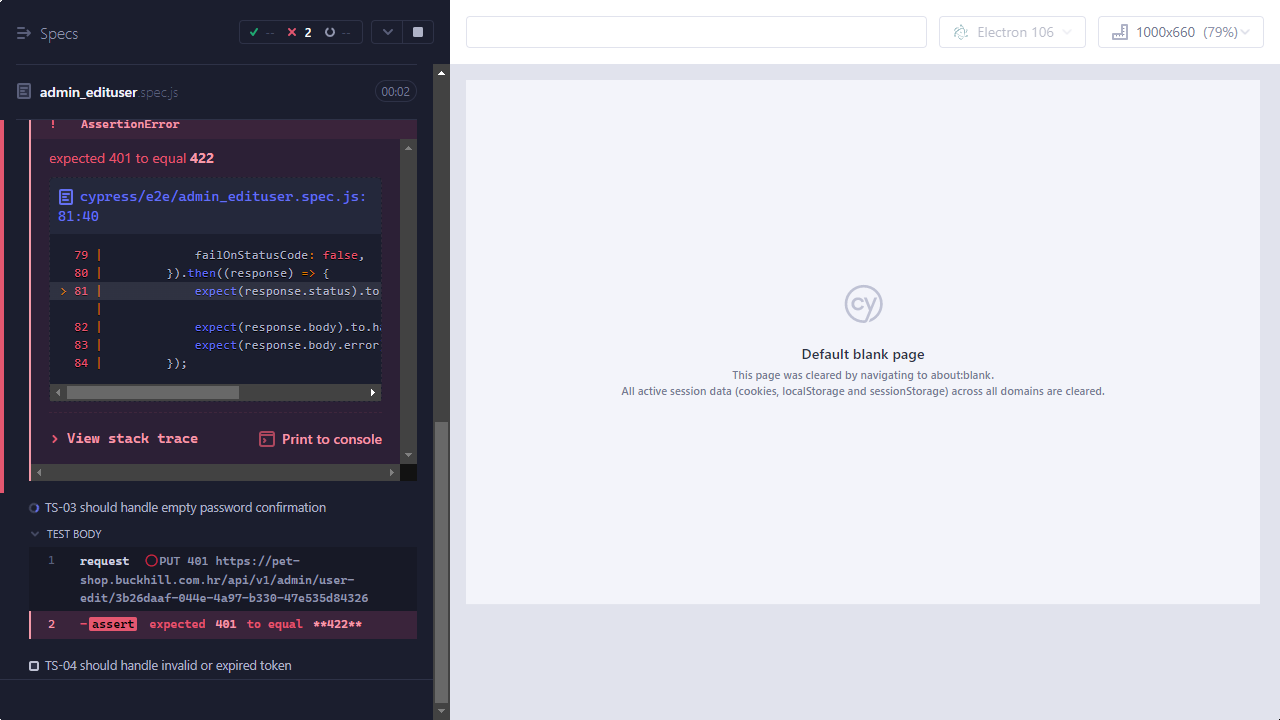 Specs
-- 2 --
Electron 106
1000x660 (79%)
admin_edituser.spec.js
00:02
! AssertionError
expected 401 to equal 422
cypress/e2e/admin_edituser.spec.js:
81:40
79 | failOnStatusCode: false,
80 | }).then((response) => {
> 81 | expect(response.status).to
|
82 | expect(response.body).to.ha
83 | expect(response.body.error
84 | });
> View stack trace
Print to console
TS-03 should handle empty password confirmation
TEST BODY
1 request PUT 401 https://pet-
shop.buckhill.com.hr/api/v1/admin/user-
edit/3b26daaf-044e-4a97-b330-47e535d84326
2 -assert expected 401 to equal **422**
TS-04 should handle invalid or expired token
cy
Default blank page
This page was cleared by navigating to about:blank.
All active session data (cookies, localStorage and sessionStorage) across all domains are cleared.